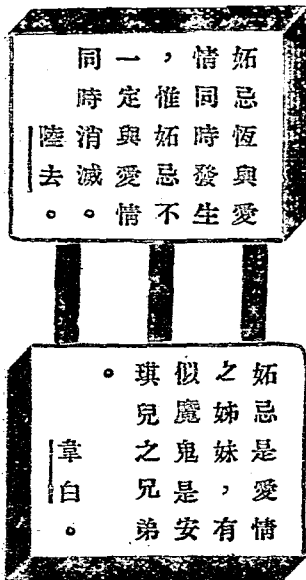 妬忌恆與愛
情同時發生
，惟妬忌不
一定與愛情
同時消滅。
陸去。
妬忌是愛情
之姊妹，有
似魔鬼是安
琪兒之兄弟
。
韋白。